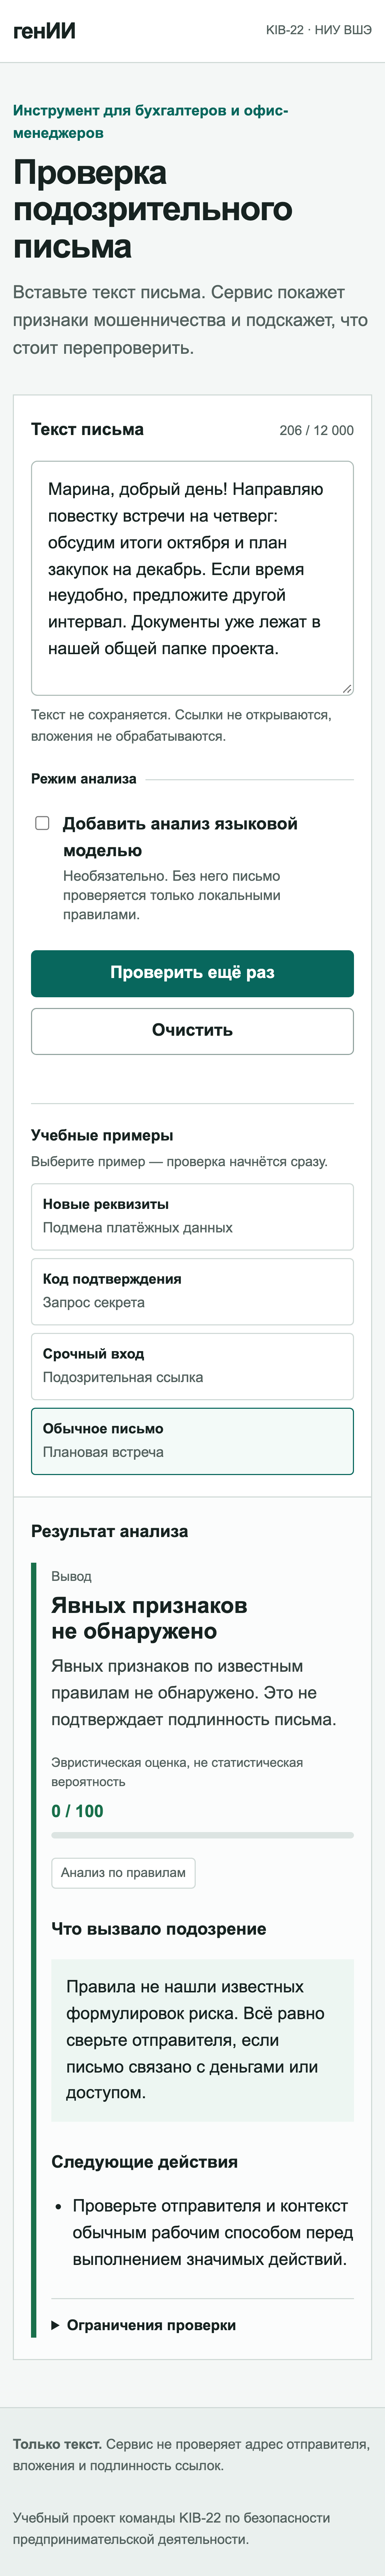 генИИ
KIB-22 · НИУ ВШЭ
Инструмент для бухгалтеров и офис-
менеджеров
Проверка
подозрительного
письма
Вставьте текст письма. Сервис покажет
признаки мошенничества и подскажет, что
стоит перепроверить.
Текст письма
206 / 12 000
Марина, добрый день! Направляю
повестку встречи на четверг:
обсудим итоги октября и план
закупок на декабрь. Если время
неудобно, предложите другой
интервал. Документы уже лежат в
нашей общей папке проекта.
Текст не сохраняется. Ссылки не открываются,
вложения не обрабатываются.
Режим анализа
Добавить анализ языковой
моделью
Необязательно. Без него письмо
проверяется только локальными
правилами.
Проверить ещё раз
Очистить
Учебные примеры
Выберите пример — проверка начнётся сразу.
Новые реквизиты
Подмена платёжных данных
Код подтверждения
Запрос секрета
Срочный вход
Подозрительная ссылка
Обычное письмо
Плановая встреча
Результат анализа
Вывод
Явных признаков
не обнаружено
Явных признаков по известным
правилам не обнаружено. Это не
подтверждает подлинность письма.
Эвристическая оценка, не статистическая
вероятность
0 / 100
Анализ по правилам
Что вызвало подозрение
Правила не нашли известных
формулировок риска. Всё равно
сверьте отправителя, если
письмо связано с деньгами или
доступом.
Следующие действия
• Проверьте отправителя и контекст
обычным рабочим способом перед
выполнением значимых действий.
Ограничения проверки
Только текст. Сервис не проверяет адрес отправителя,
вложения и подлинность ссылок.
Учебный проект команды KIB-22 по безопасности
предпринимательской деятельности.